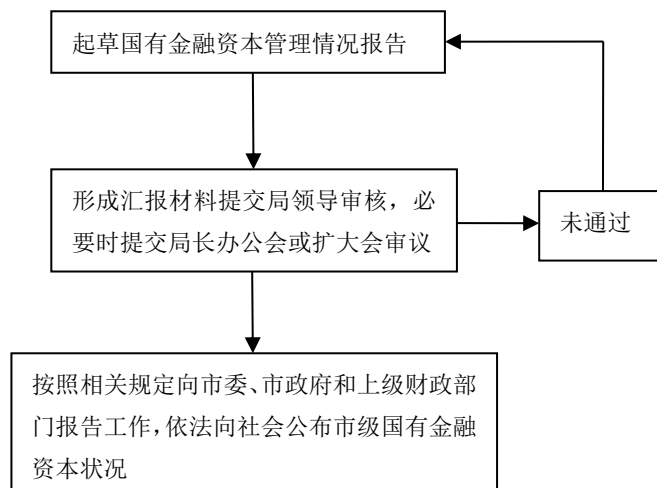 起草国有金融资本管理情况报告
形成汇报材料提交局领导审核，必
要时提交局长办公会或扩大会审议
未通过
按照相关规定向市委、市政府和上级财政部
门报告工作，依法向社会公布市级国有金融
资本状况